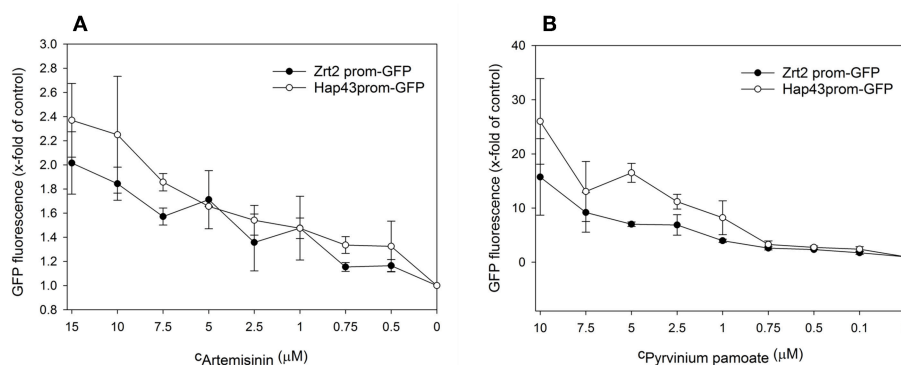 A
GFP fluorescence (x-fold of control)
3.0
2.8
2.6
2.4
2.2
2.0
1.8
1.6
1.4
1.2
1.0
0.8
Zrt2 prom-GFP
Hap43prom-GFP
15 10 7.5 5 2.5 1 0.75 0.5 0
cArtemisinin (μM)
B
GFP fluorescence (x-fold of control)
40
30
20
10
0
Zrt2 prom-GFP
Hap43prom-GFP
10 7.5 5 2.5 1 0.75 0.5 0.1
cPyrvinium pamoate (μM)